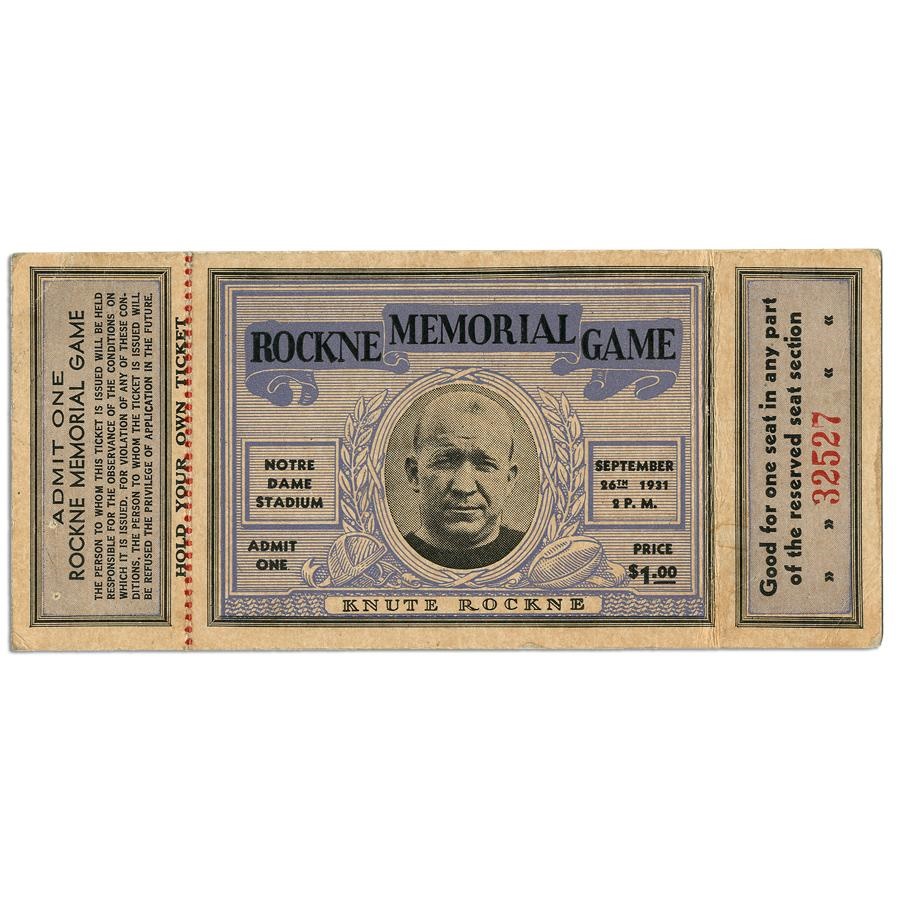 ADMIT ONE
ROCKNE MEMORIAL GAME
THE PERSON TO WHOM THIS TICKET IS ISSUED WILL BE HELD
RESPONSIBLE FOR THE OBSERVANCE OF THE CONDITIONS ON
WHICH IT IS ISSUED. FOR VIOLATION OF ANY OF THESE CON-
DITIONS, THE PERSON TO WHOM THE TICKET IS ISSUED WILL
BE REFUSED THE PRIVILEGE OF APPLICATION IN THE FUTURE.
HOLD YOUR OWN TICKET
ROCKNE MEMORIAL GAME
NOTRE
DAME
STADIUM
ADMIT
ONE
SEPTEMBER
26TH 1931
2 P. M.
PRICE
$1.00
KNUTE ROCKNE
Good for one seat in any part
of the reserved seat section
» » 32527 « «